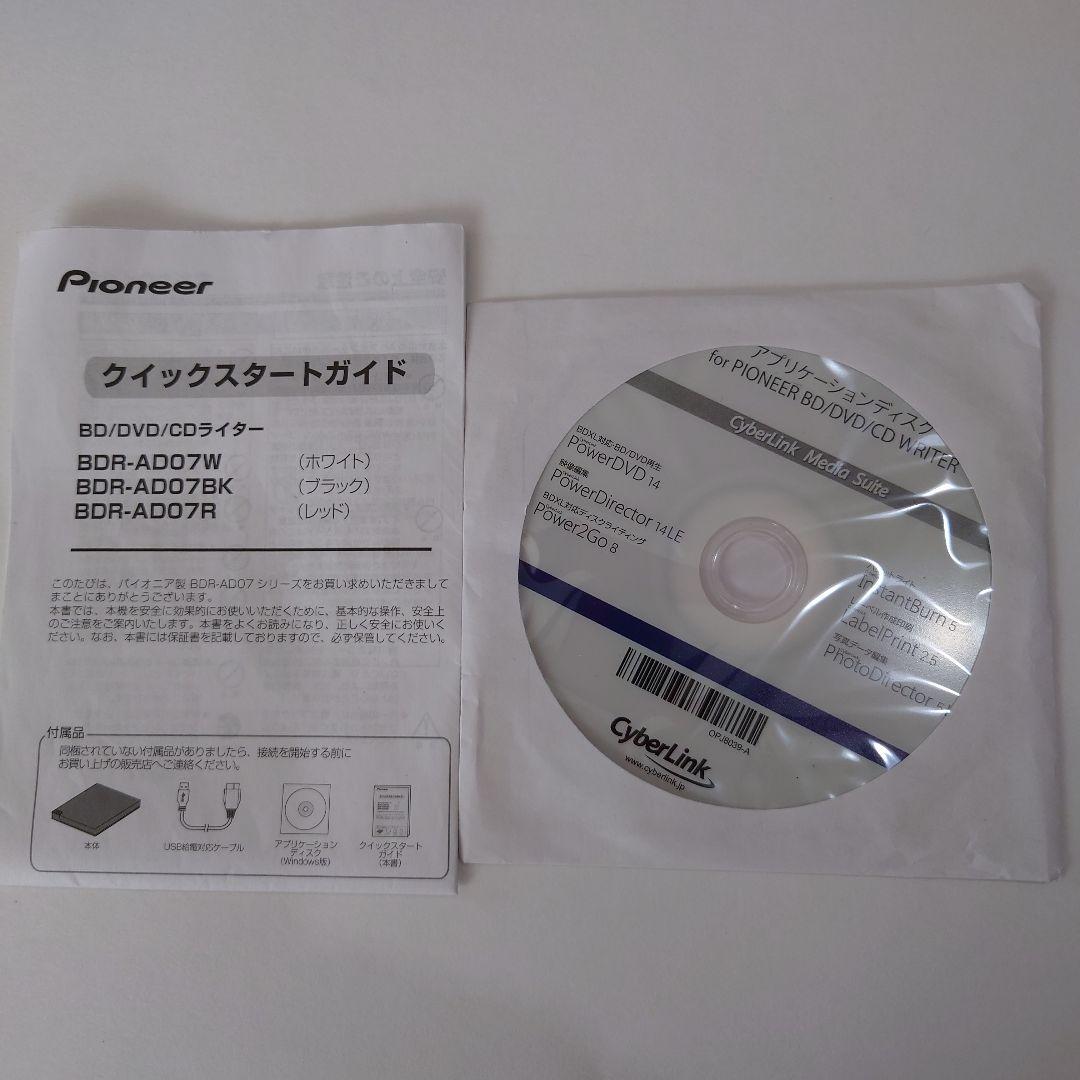 Pioneer
クイックスタートガイド
BD/DVD/CDライター
BDR-AD07W (ホワイト)
BDR-AD07BK (ブラック)
BDR-AD07R (レッド)
このたびは、パイオニア製 BDR-AD07 シリーズをお買い求めいただきまして
まことにありがとうございます。
本書では、本機を安全に効果的にお使いいただくために、基本的な操作、安全上
のご注意をご案内いたします。本書をよくお読みになり、正しく安全にお使いく
ださい。なお、本書には保証書を記載しておりますので、必ず保管してください。
付属品
同梱されていない付属品がありましたら、接続を開始する前に
お買い上げの販売店へご連絡ください。
本体
USB給電対応ケーブル
アプリケーション
ディスク
(Windows版)
クイックスタート
ガイド
(本書)
アプリケーションディスク
for PIONEER BD/DVD/CD WRITER
CyberLink Media Suite
BDXL対応・BD/DVD再生
PowerDVD 14
映像編集
PowerDirector 14 LE
BDXL対応ディスクライティング
Power2Go 8
InstantBurn 5
ラベル作成印刷
LabelPrint 2.5
写真データ編集
PhotoDirector 5
OPJ8039-A
CyberLink
www.cyberlink.jp